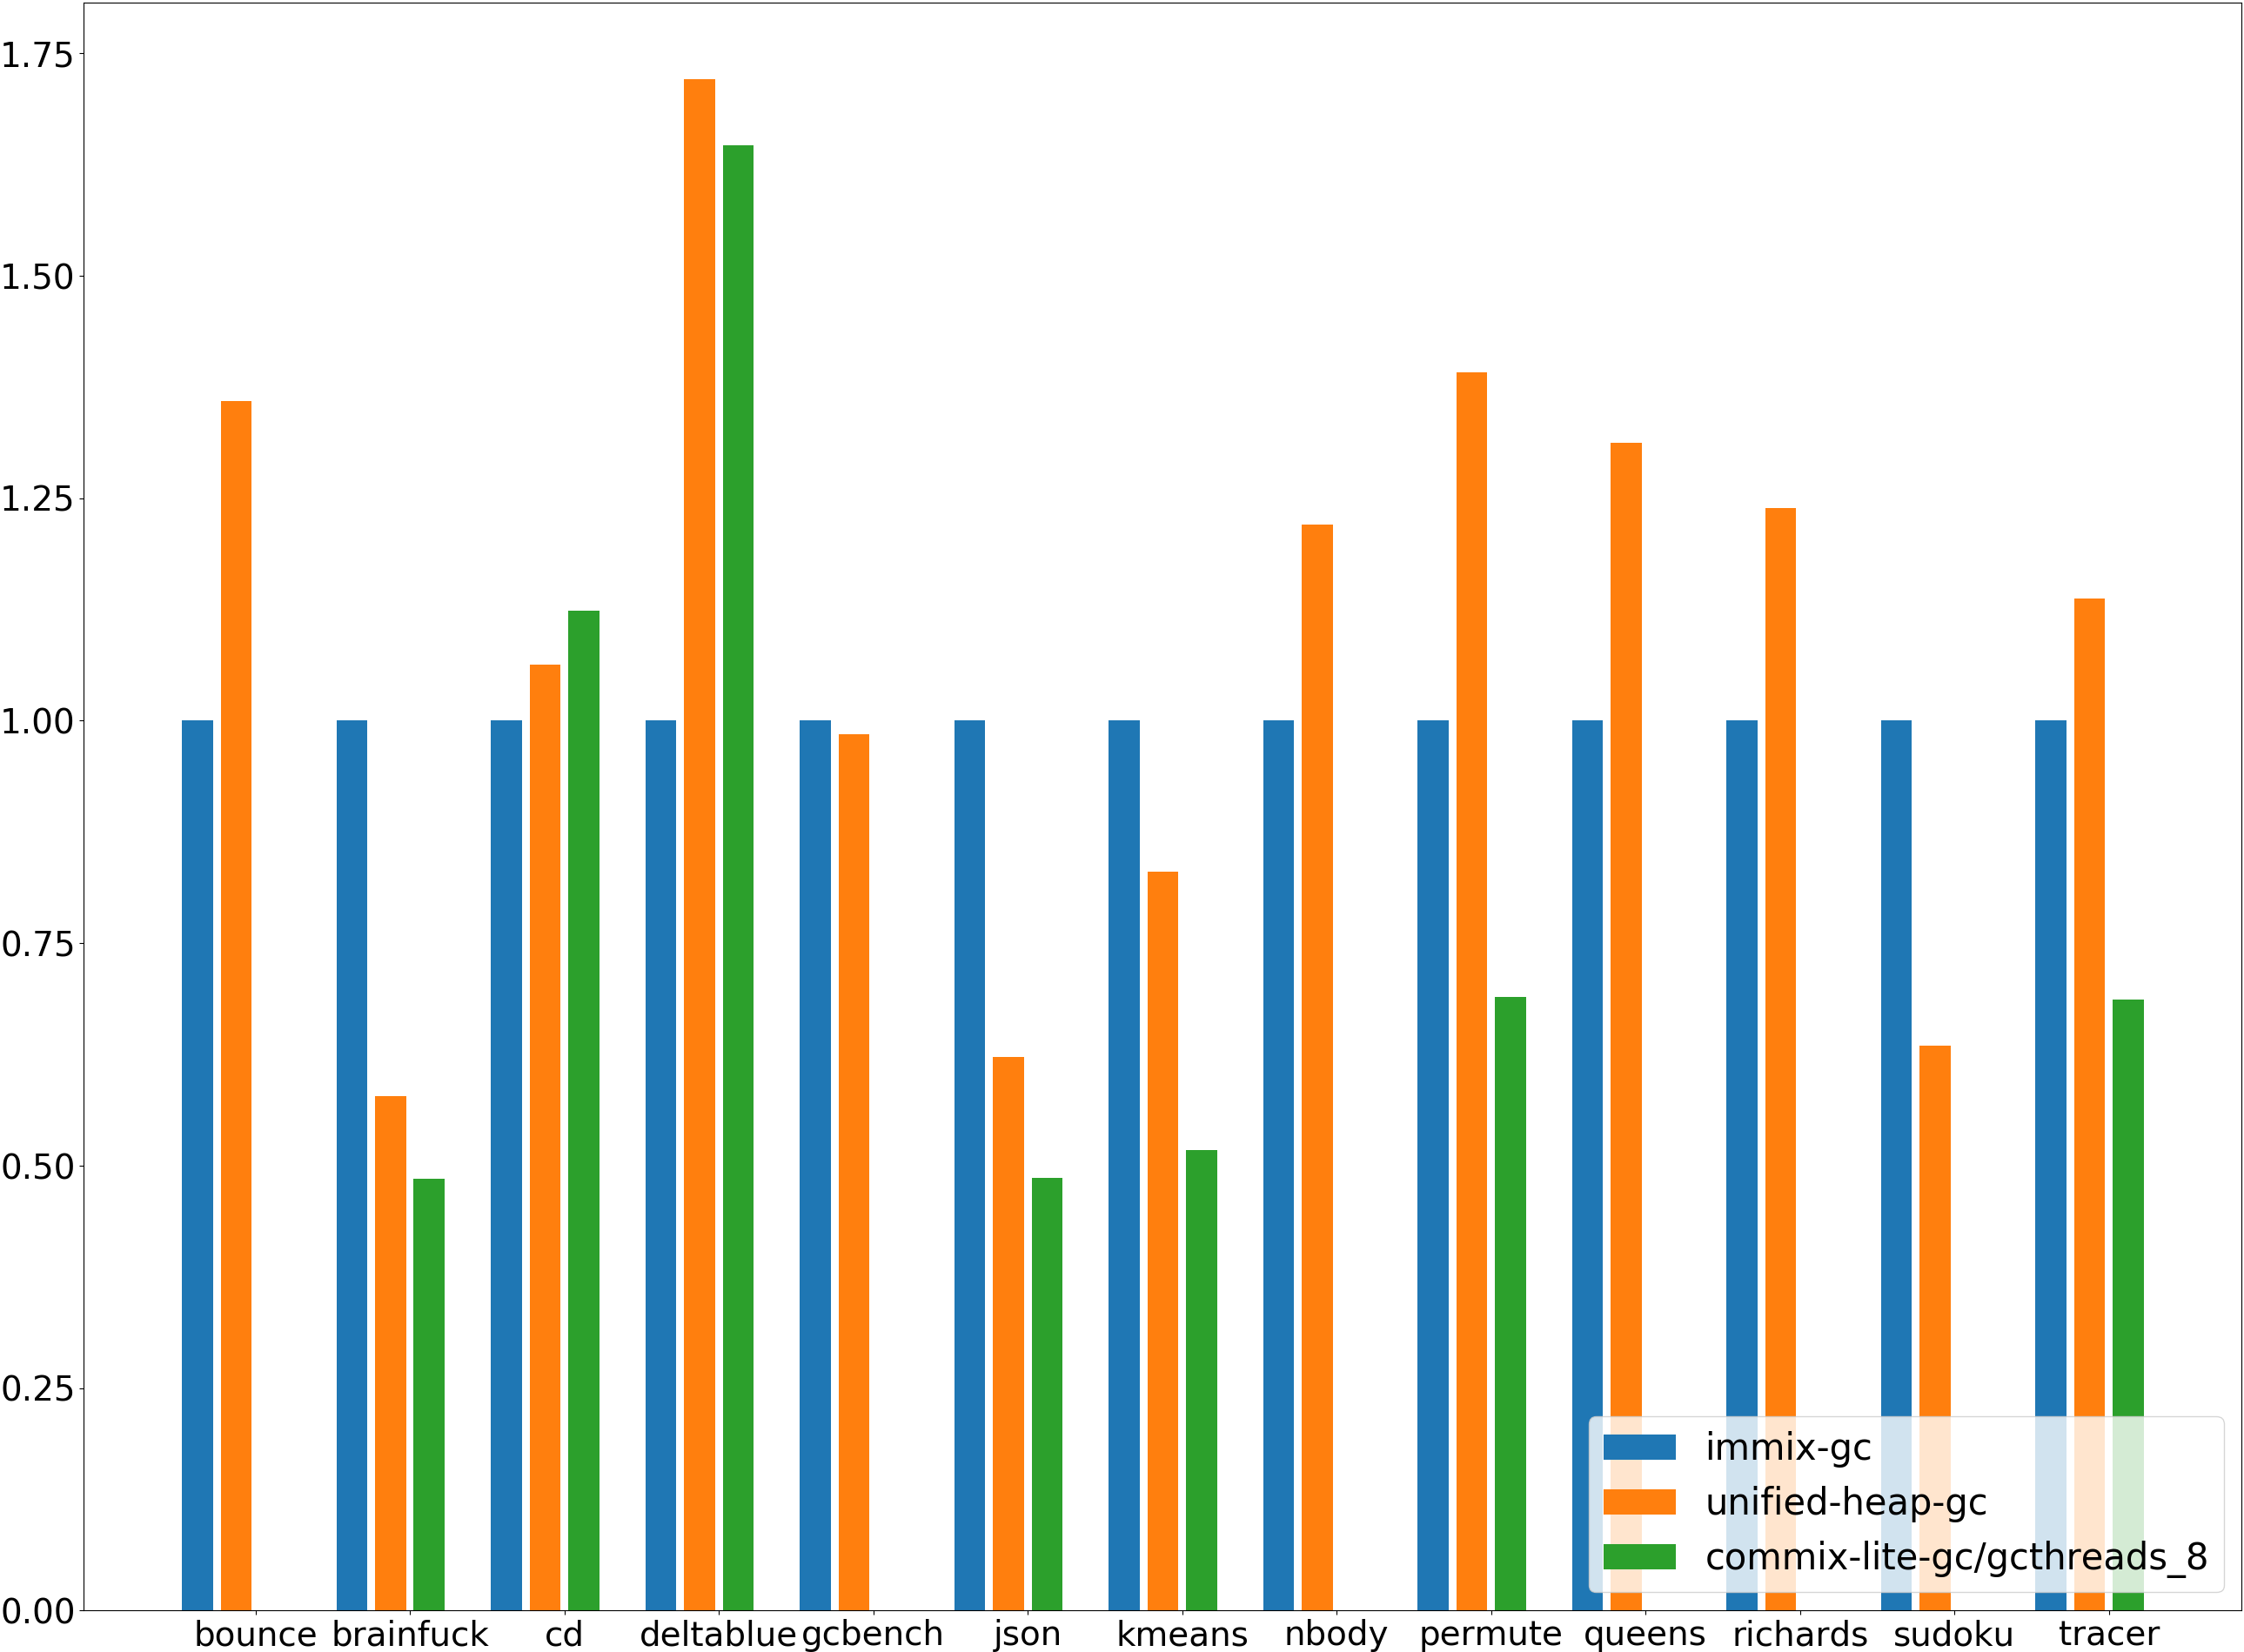 1.75
1.50
1.25
1.00
0.75
0.50
0.25
0.00
immix-gc
unified-heap-gc
commix-lite-gc/gcthreads_8
bounce brainfuck cd deltablue gcbench json kmeans nbody permute queens richards sudoku tracer